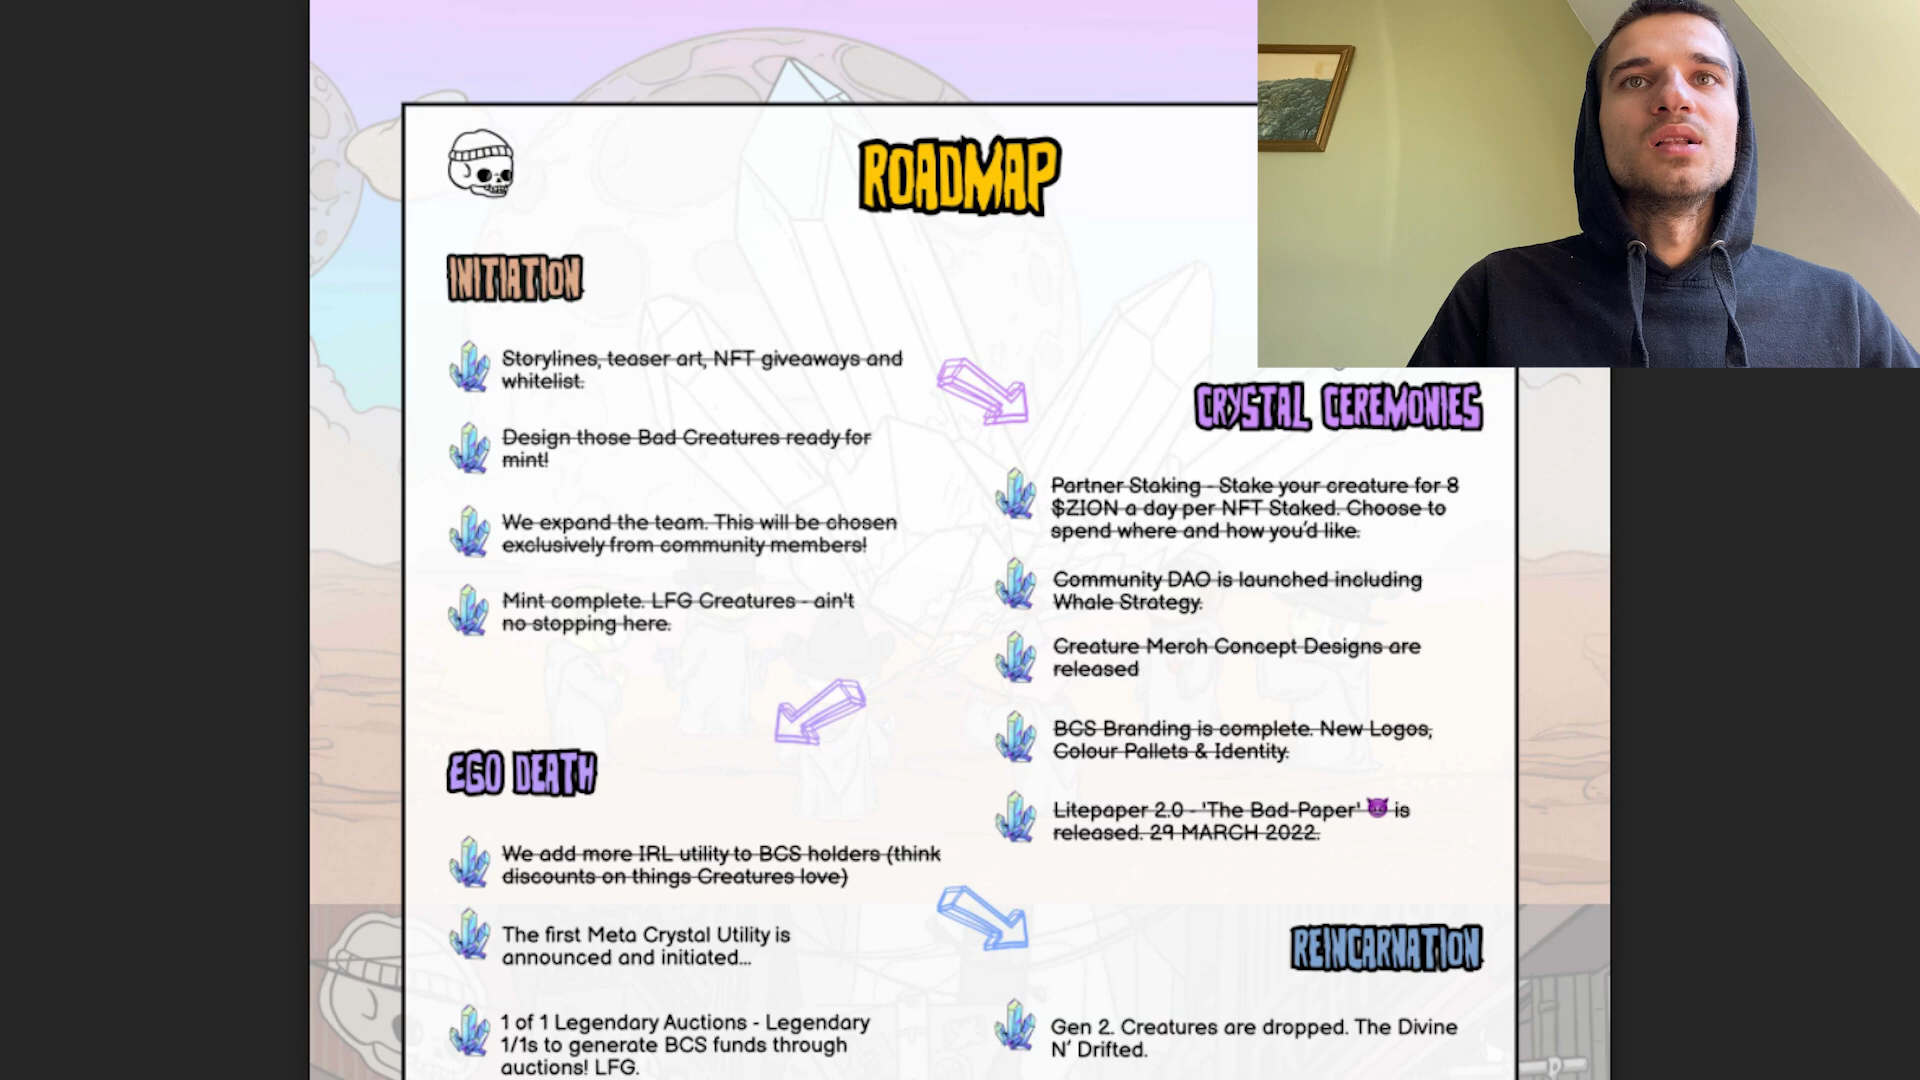 ROADMAP
INITIATION
Storylines, teaser art, NFT giveaways and
whitelist.
Design those Bad Creatures ready for
mint!
We expand the team. This will be chosen
exclusively from community members!
Mint complete. LFG Creatures - ain't
no stopping here.
CRYSTAL CEREMONIES
Partner Staking - Stake your creature for 8
$ZION a day per NFT Staked. Choose to
spend where and how you'd like.
Community DAO is launched including
Whale Strategy.
Creature Merch Concept Designs are
released
BCS Branding is complete. New Logos,
Colour Pallets & Identity.
Litepaper 2.0 - 'The Bad-Paper' 😈 is
released. 29 MARCH 2022.
EGO DEATH
We add more IRL utility to BCS holders (think
discounts on things Creatures love)
The first Meta Crystal Utility is
announced and initiated...
1 of 1 Legendary Auctions - Legendary
1/1s to generate BCS funds through
auctions! LFG.
REINCARNATION
Gen 2. Creatures are dropped. The Divine
N' Drifted.